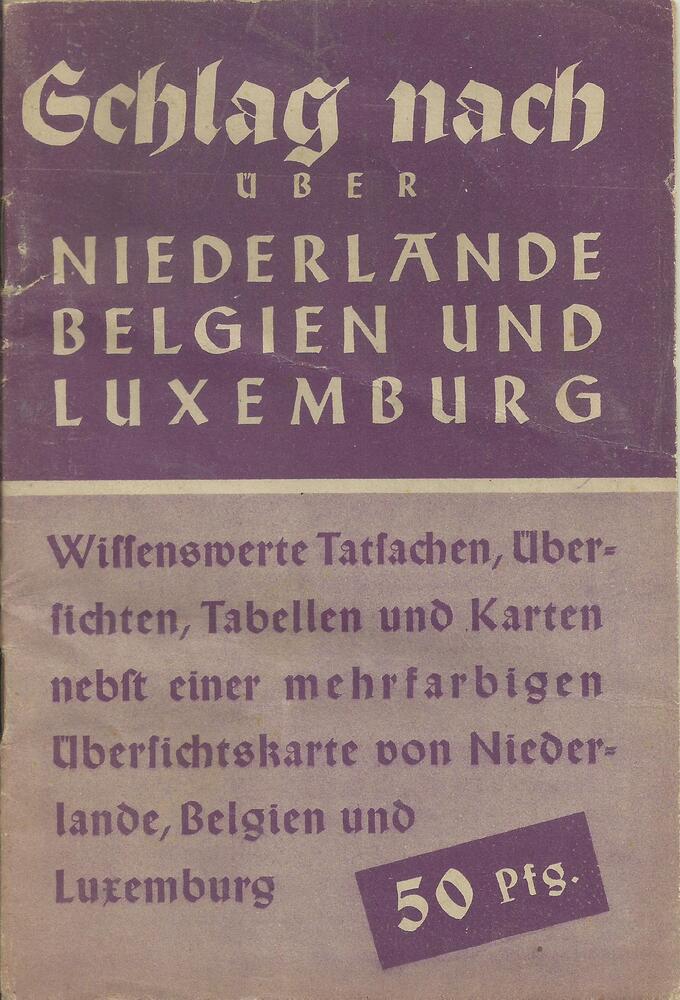 Schlag nach
ÜBER
NIEDERLANDE
BELGIEN UND
LUXEMBURG
Wiſſenswerte Tatſachen, Über-
ſichten, Tabellen und Karten
nebſt einer mehrfarbigen
Überſichtskarte von Nieder-
lande, Belgien und
Luxemburg
50 Pfg.